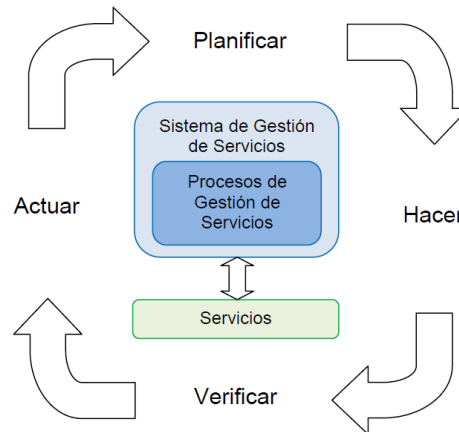 Planificar
Sistema de Gestión
de Servicios
Procesos de
Gestión de
Servicios
Actuar
Hacer
Servicios
Verificar